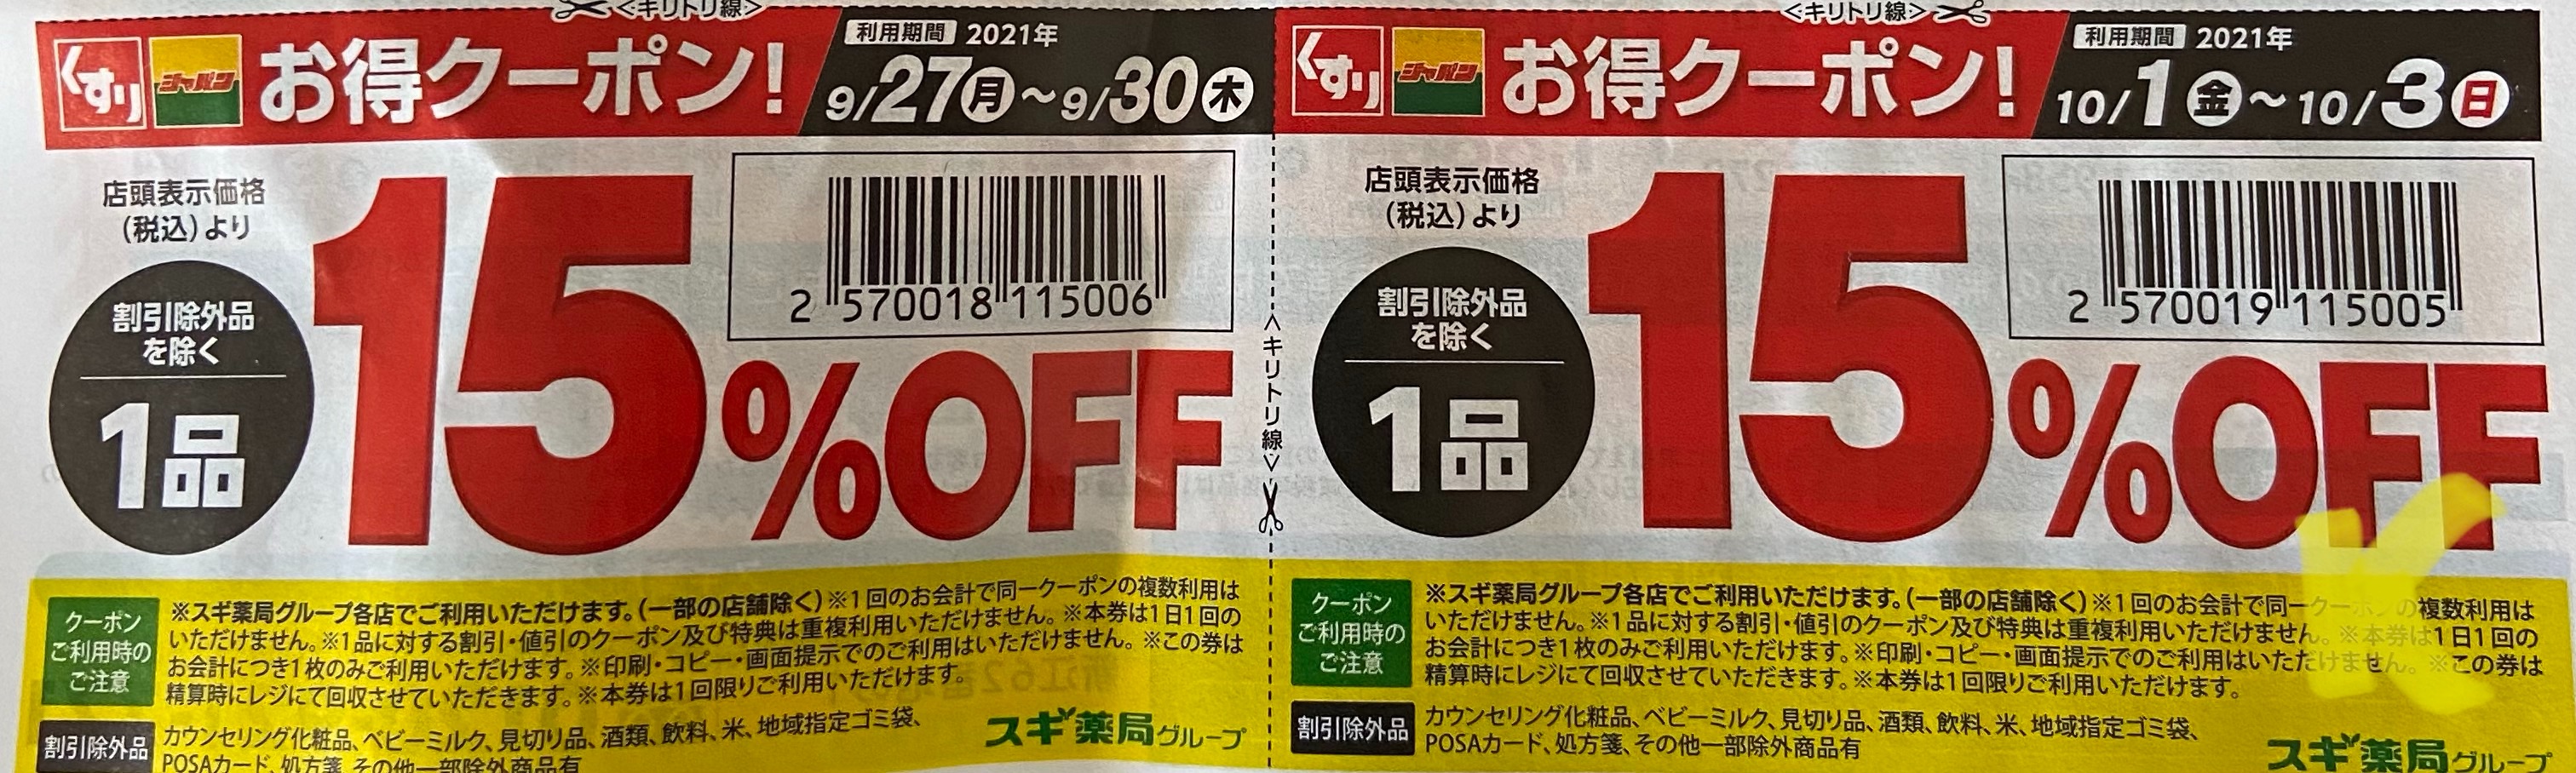 <キリトリ線>
くすり
ジャパン
お得クーポン!
利用期間 2021年
9/27月~9/30木
店頭表示価格
(税込)より
割引除外品
を除く
1品
15%OFF
2 570018 115006
クーポン
ご利用時の
ご注意
※スギ薬局グループ各店でご利用いただけます。(一部の店舗除く)※1回のお会計で同一クーポンの複数利用は
いただけません。※1品に対する割引・値引のクーポン及び特典は重複利用いただけません。※本券は1日1回の
お会計につき1枚のみご利用いただけます。※印刷・コピー・画面提示でのご利用はいただけません。※この券は
精算時にレジにて回収させていただきます。※本券は1回限りご利用いただけます。
割引除外品
カウンセリング化粧品、ベビーミルク、見切り品、酒類、飲料、米、地域指定ゴミ袋、
POSAカード、処方箋、その他一部除外商品有
スギ薬局グループ
<キリトリ線>
<キリトリ線>
くすり
ジャパン
お得クーポン!
利用期間 2021年
10/1金~10/3日
店頭表示価格
(税込)より
割引除外品
を除く
1品
15%OFF
2 570019 115005
K
クーポン
ご利用時の
ご注意
※スギ薬局グループ各店でご利用いただけます。(一部の店舗除く)※1回のお会計で同一クーポンの複数利用は
いただけません。※1品に対する割引・値引のクーポン及び特典は重複利用いただけません。※本券は1日1回の
お会計につき1枚のみご利用いただけます。※印刷・コピー・画面提示でのご利用はいただけません。※この券は
精算時にレジにて回収させていただきます。※本券は1回限りご利用いただけます。
割引除外品
カウンセリング化粧品、ベビーミルク、見切り品、酒類、飲料、米、地域指定ゴミ袋、
POSAカード、処方箋、その他一部除外商品有
スギ薬局グループ